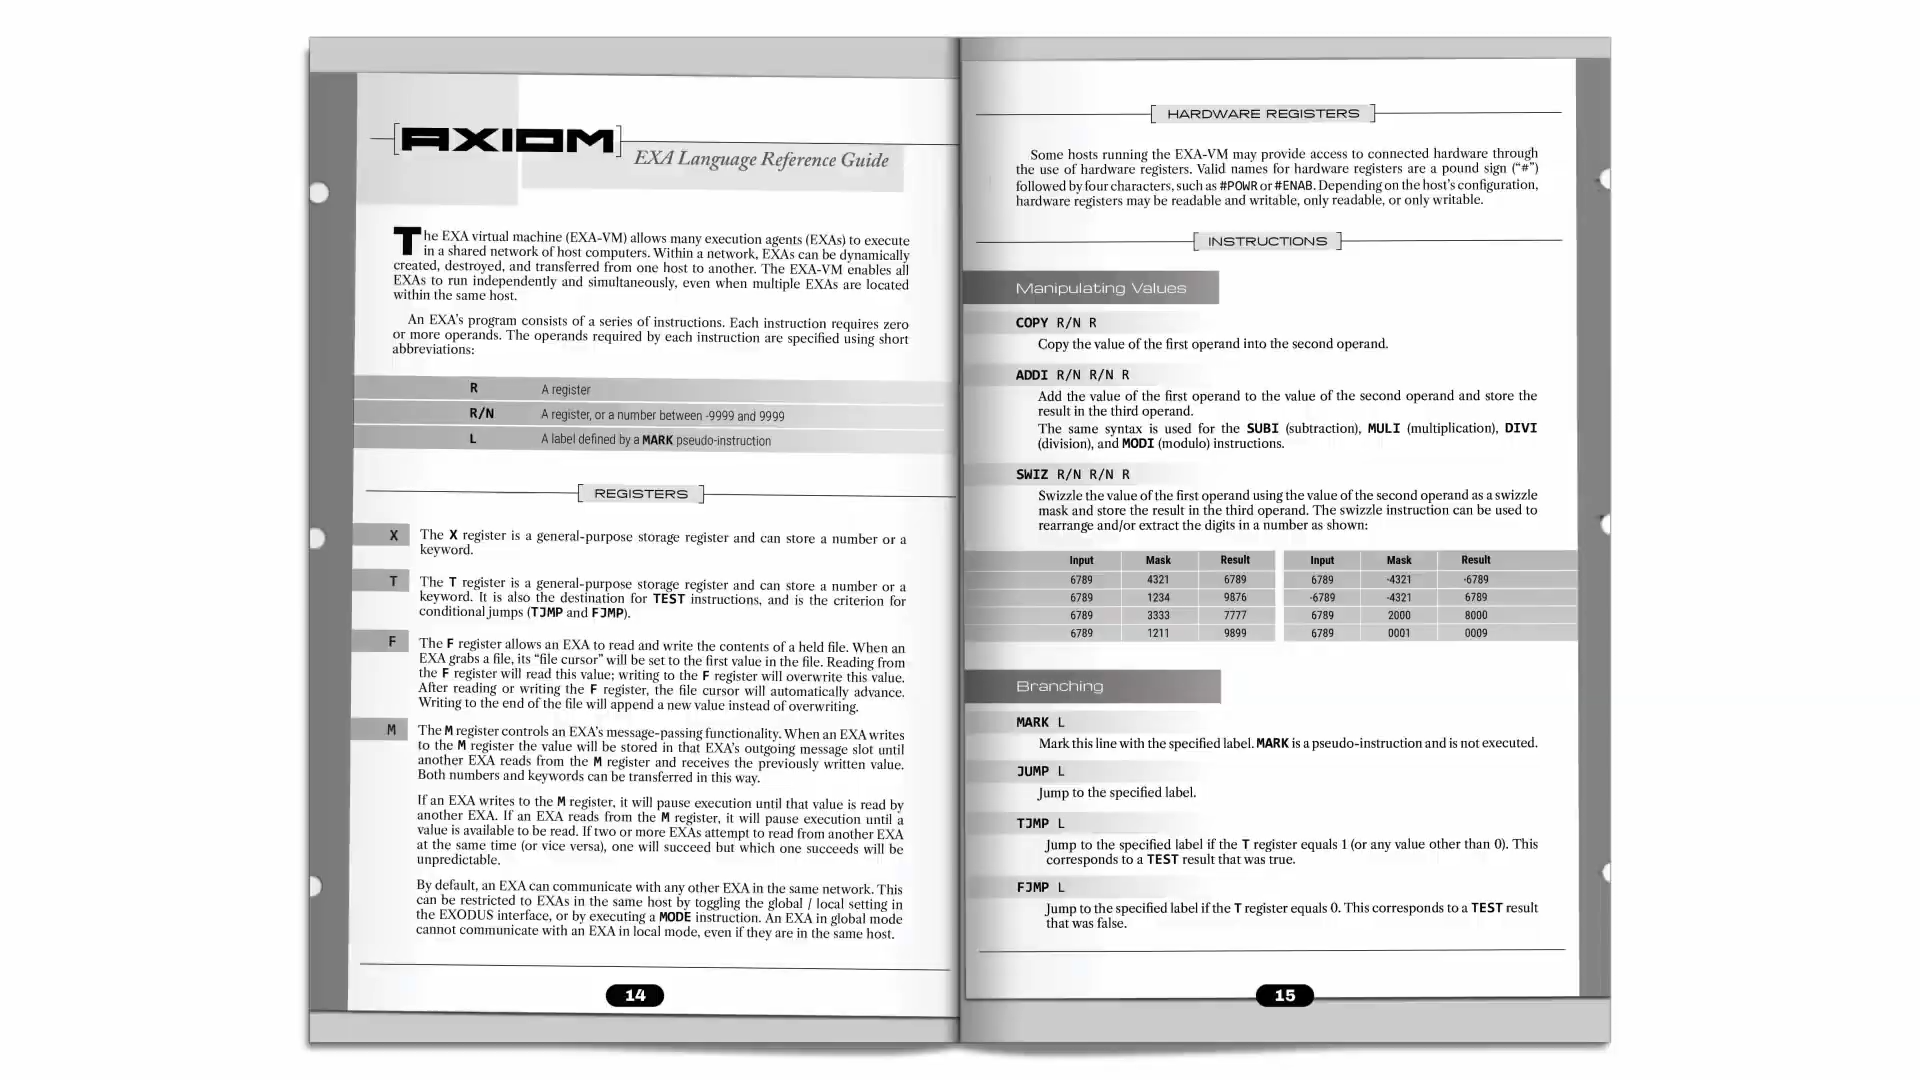 AXIOM
EXA Language Reference Guide
The EXA virtual machine (EXA-VM) allows many execution agents (EXAs) to execute
in a shared network of host computers. Within a network, EXAs can be dynamically
created, destroyed, and transferred from one host to another. The EXA-VM enables all
EXAs to run independently and simultaneously, even when multiple EXAs are located
within the same host.
An EXA's program consists of a series of instructions. Each instruction requires zero
or more operands. The operands required by each instruction are specified using short
abbreviations:
R A register
R/N A register, or a number between -9999 and 9999
L A label defined by a MARK pseudo-instruction
REGISTERS
X The X register is a general-purpose storage register and can store a number or a
keyword.
T The T register is a general-purpose storage register and can store a number or a
keyword. It is also the destination for TEST instructions, and is the criterion for
conditional jumps (TJMP and FJMP).
F The F register allows an EXA to read and write the contents of a held file. When an
EXA grabs a file, its “file cursor” will be set to the first value in the file. Reading from
the F register will read this value; writing to the F register will overwrite this value.
After reading or writing the F register, the file cursor will automatically advance.
Writing to the end of the file will append a new value instead of overwriting.
M The M register controls an EXA's message-passing functionality. When an EXA writes
to the M register the value will be stored in that EXA's outgoing message slot until
another EXA reads from the M register and receives the previously written value.
Both numbers and keywords can be transferred in this way.
If an EXA writes to the M register, it will pause execution until that value is read by
another EXA. If an EXA reads from the M register, it will pause execution until a
value is available to be read. If two or more EXAs attempt to read from another EXA
at the same time (or vice versa), one will succeed but which one succeeds will be
unpredictable.
By default, an EXA can communicate with any other EXA in the same network. This
can be restricted to EXAs in the same host by toggling the global / local setting in
the EXODUS interface, or by executing a MODE instruction. An EXA in global mode
cannot communicate with an EXA in local mode, even if they are in the same host.
14
HARDWARE REGISTERS
Some hosts running the EXA-VM may provide access to connected hardware through
the use of hardware registers. Valid names for hardware registers are a pound sign (“#”)
followed by four characters, such as #POWR or #ENAB. Depending on the host's configuration,
hardware registers may be readable and writable, only readable, or only writable.
INSTRUCTIONS
Manipulating Values
COPY R/N R
Copy the value of the first operand into the second operand.
ADDI R/N R/N R
Add the value of the first operand to the value of the second operand and store the
result in the third operand.
The same syntax is used for the SUBI (subtraction), MULI (multiplication), DIVI
(division), and MODI (modulo) instructions.
SWIZ R/N R/N R
Swizzle the value of the first operand using the value of the second operand as a swizzle
mask and store the result in the third operand. The swizzle instruction can be used to
rearrange and/or extract the digits in a number as shown:
Input Mask Result Input Mask Result
6789 4321 6789 6789 -4321 -6789
6789 1234 9876 -6789 -4321 6789
6789 3333 7777 6789 2000 8000
6789 1211 9899 6789 0001 0009
Branching
MARK L
Mark this line with the specified label. MARK is a pseudo-instruction and is not executed.
JUMP L
Jump to the specified label.
TJMP L
Jump to the specified label if the T register equals 1 (or any value other than 0). This
corresponds to a TEST result that was true.
FJMP L
Jump to the specified label if the T register equals 0. This corresponds to a TEST result
that was false.
15